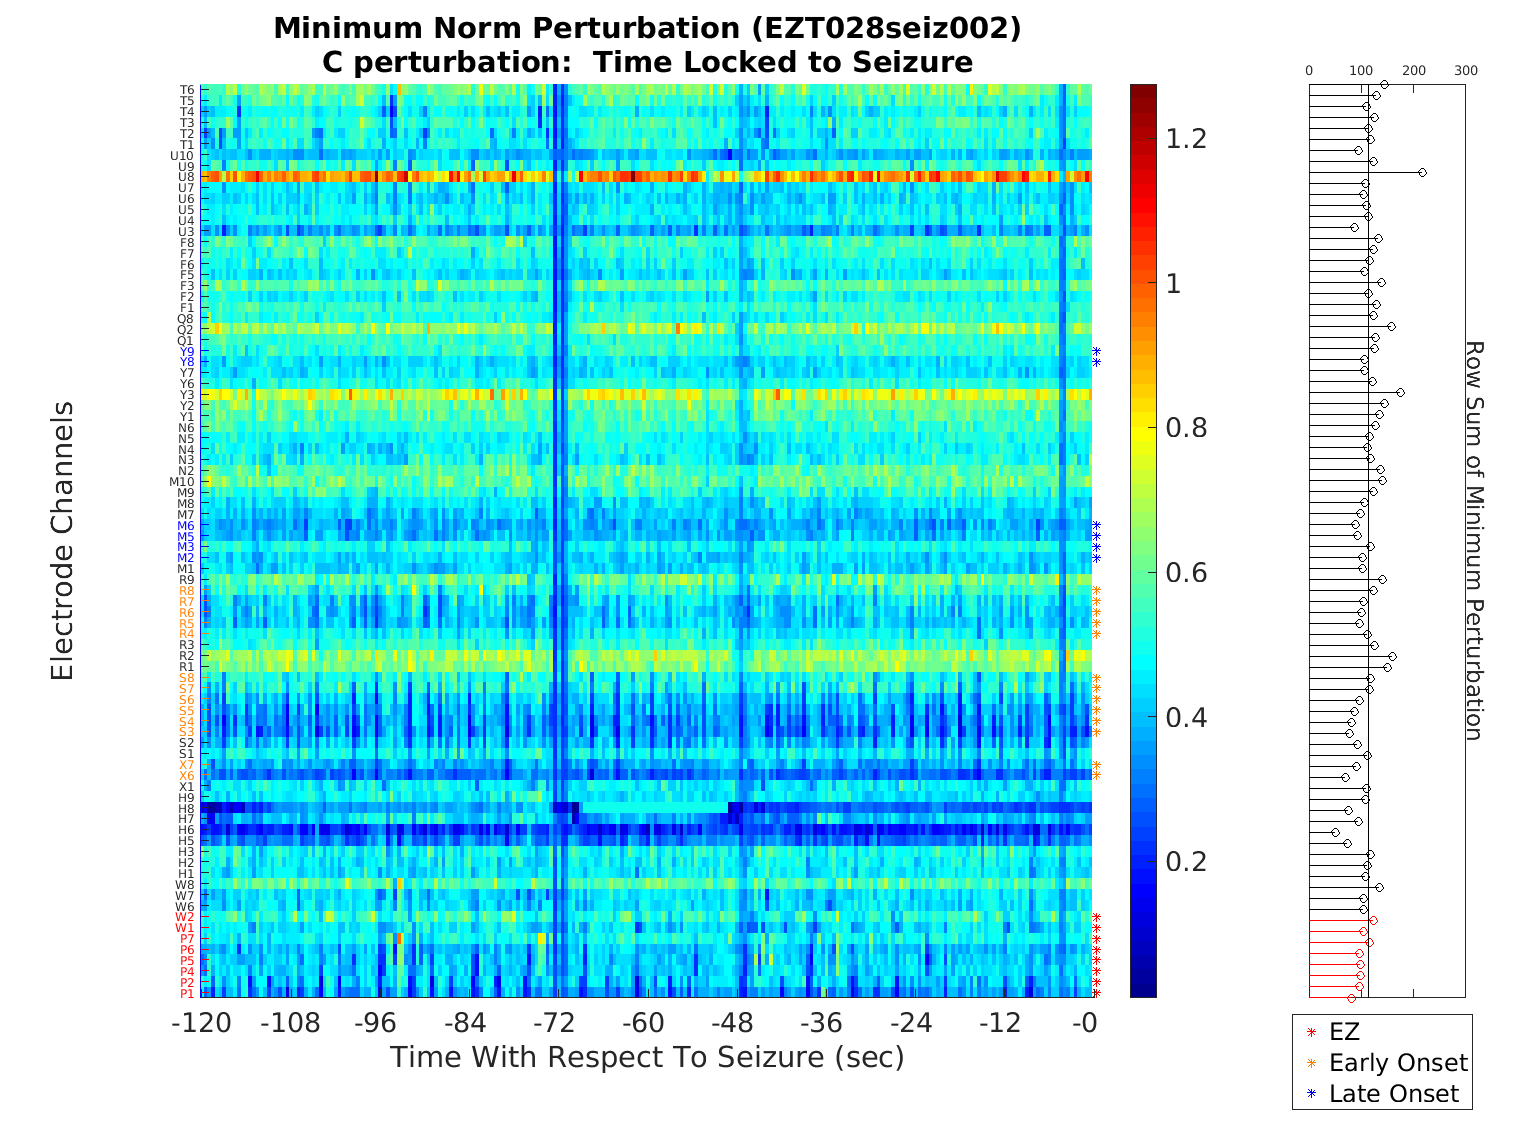 Minimum Norm Perturbation (EZT028seiz002)
C perturbation:  Time Locked to Seizure
Electrode Channels
T6
T5
T4
T3
T2
T1
U10
U9
U8
U7
U6
U5
U4
U3
F8
F7
F6
F5
F3
F2
F1
Q8
Q2
Q1
Y9
Y8
Y7
Y6
Y3
Y2
Y1
N6
N5
N4
N3
N2
M10
M9
M8
M7
M6
M5
M3
M2
M1
R9
R8
R7
R6
R5
R4
R3
R2
R1
S8
S7
S6
S5
S4
S3
S2
S1
X7
X6
X1
H9
H8
H7
H6
H5
H3
H2
H1
W8
W7
W6
W2
W1
P7
P6
P5
P4
P2
P1
-120 -108 -96 -84 -72 -60 -48 -36 -24 -12 -0
Time With Respect To Seizure (sec)
1.2
1
0.8
0.6
0.4
0.2
0 100 200 300
Row Sum of Minimum Perturbation
EZ
Early Onset
Late Onset